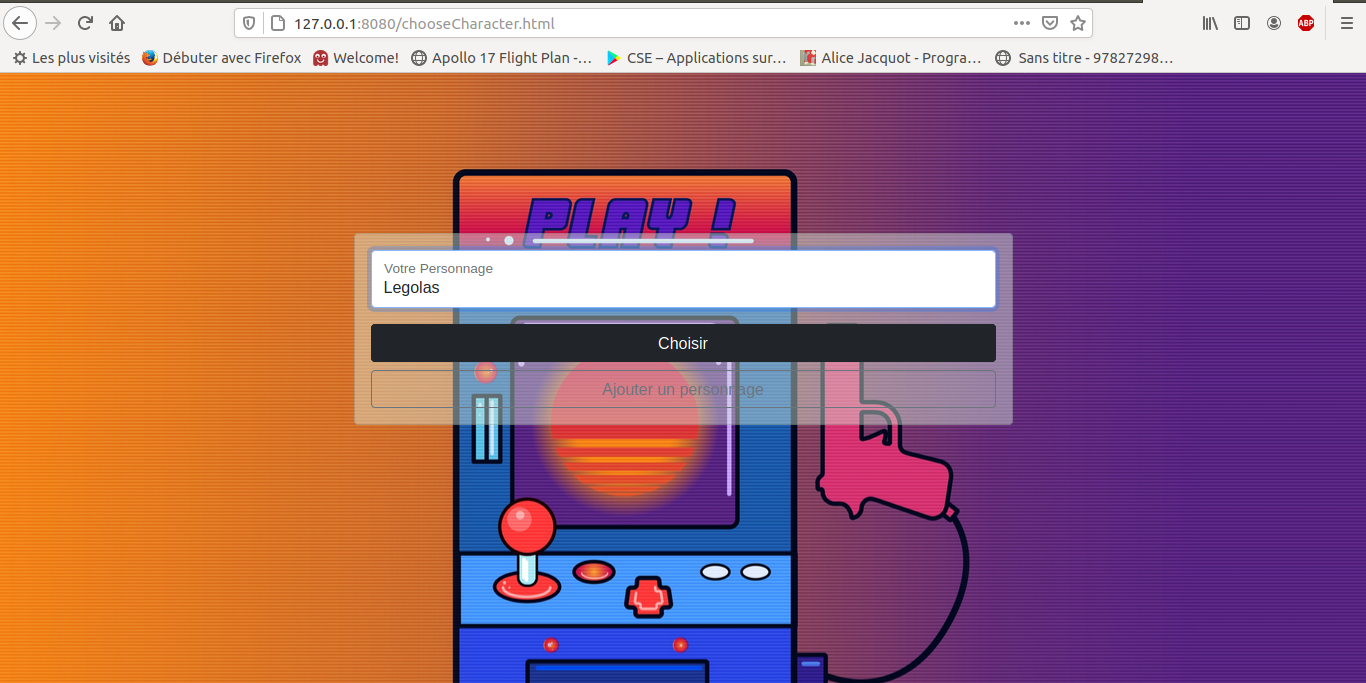 127.0.0.1:8080/chooseCharacter.html
ABP
Les plus visités Débuter avec Firefox Welcome! Apollo 17 Flight Plan -... CSE – Applications sur... Alice Jacquot - Progra... Sans titre - 97827298...
PLAY !
Votre Personnage
Legolas
Choisir
Ajouter un personnage